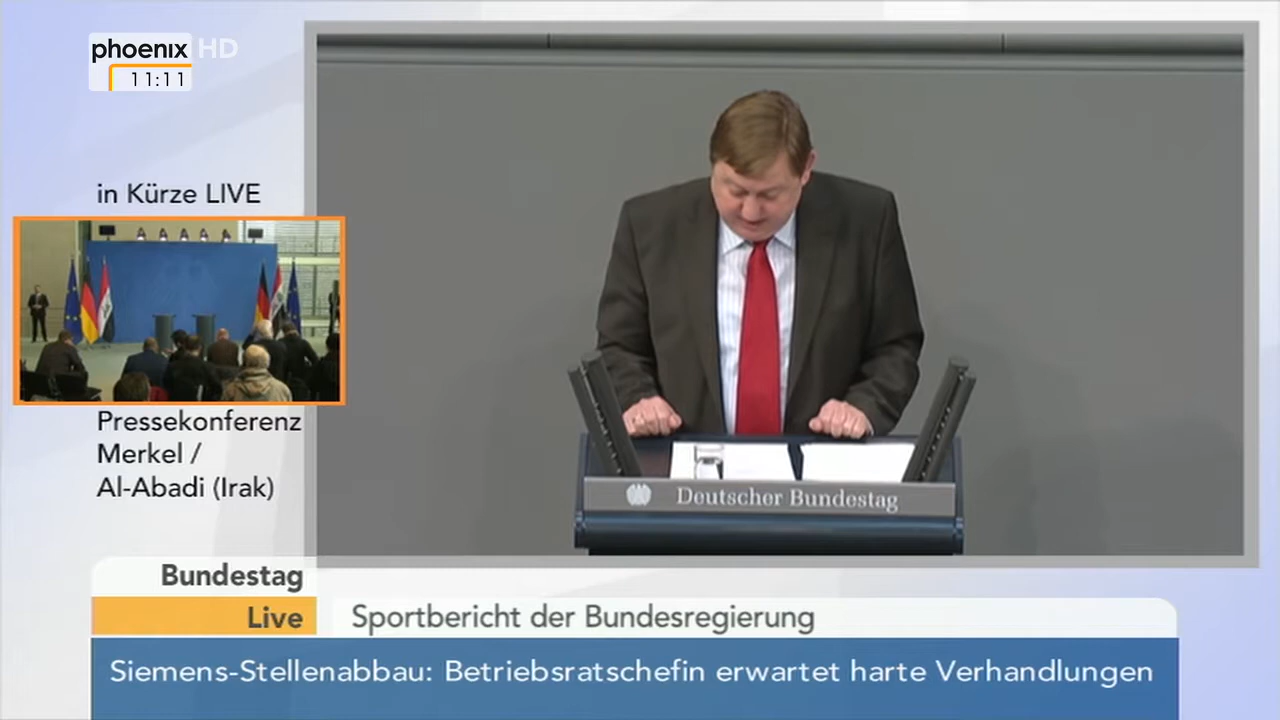 phoenix HD
11:11
in Kürze LIVE
Pressekonferenz
Merkel /
Al-Abadi (Irak)
Deutscher Bundestag
Bundestag
Live
Sportbericht der Bundesregierung
Siemens-Stellenabbau: Betriebsratschefin erwartet harte Verhandlungen